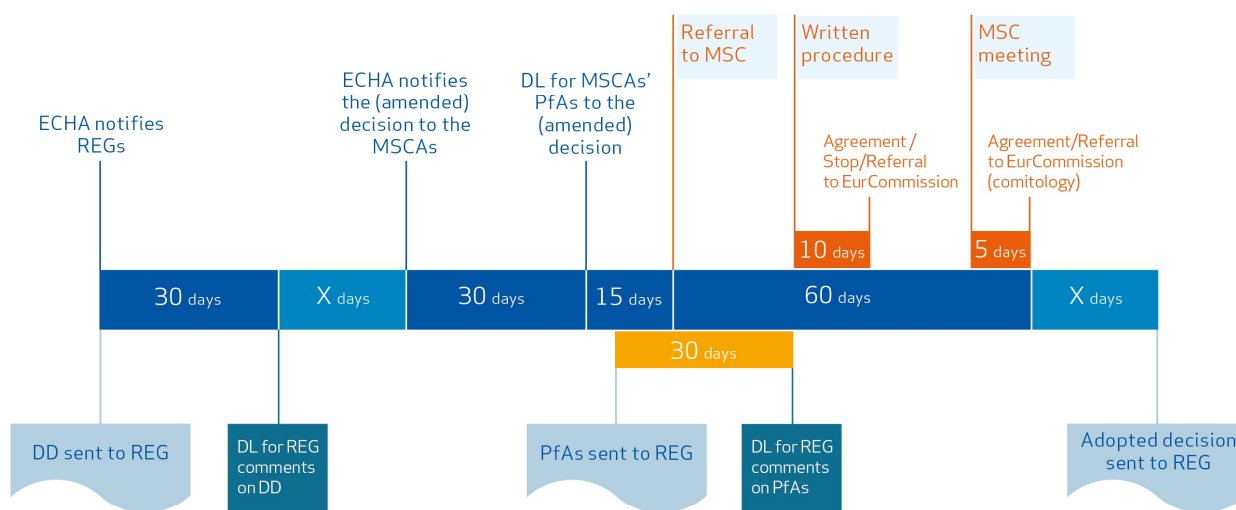 ECHA notifies
REGs
ECHA notifies
the (amended)
decision to the
MSCAs
DL for MSCAs’
PfAs to the
(amended)
decision
Referral
to MSC
Written
procedure
MSC
meeting
Agreement /
Stop/Referral
to EurCommission
Agreement/Referral
to EurCommission
(comitology)
10 days
5 days
30 days
X days
30 days
15 days
60 days
X days
30 days
DD sent to REG
DL for REG
comments
on DD
PfAs sent to REG
DL for REG
comments
on PfAs
Adopted decision
sent to REG